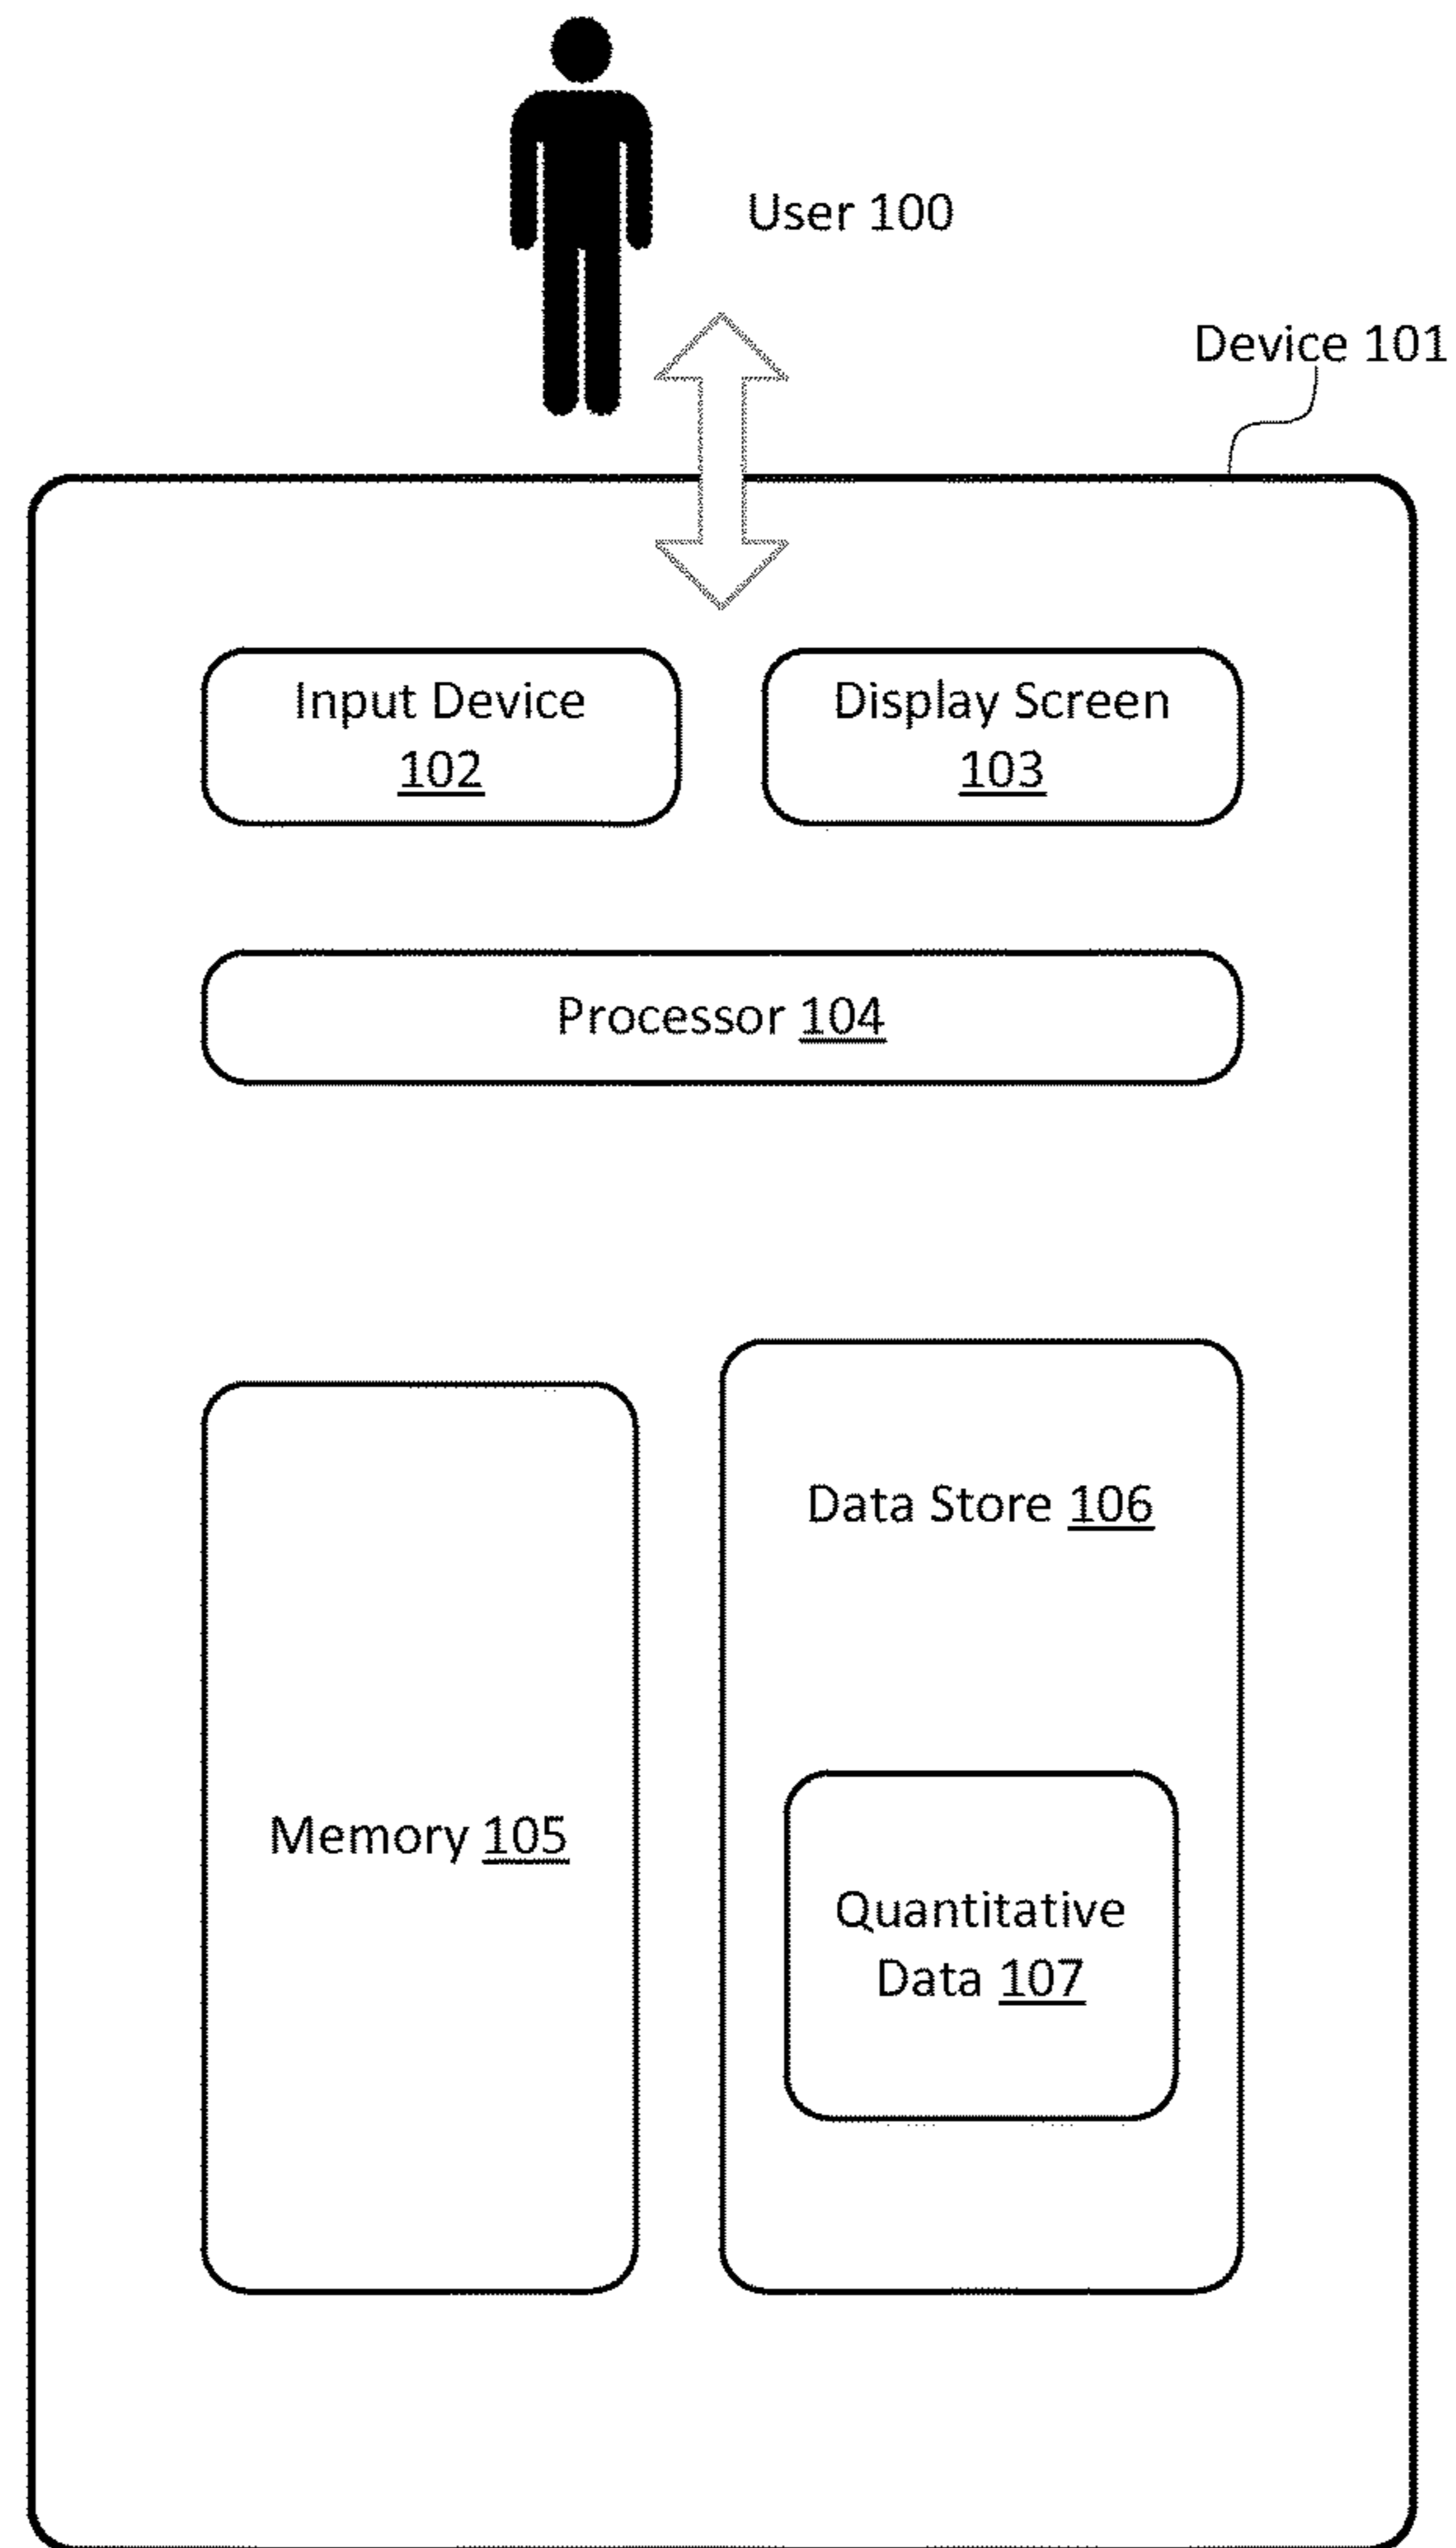 User 100
Device 101
Input Device
102
Display Screen
103
Processor 104
Data Store 106
Memory 105
Quantitative
Data 107